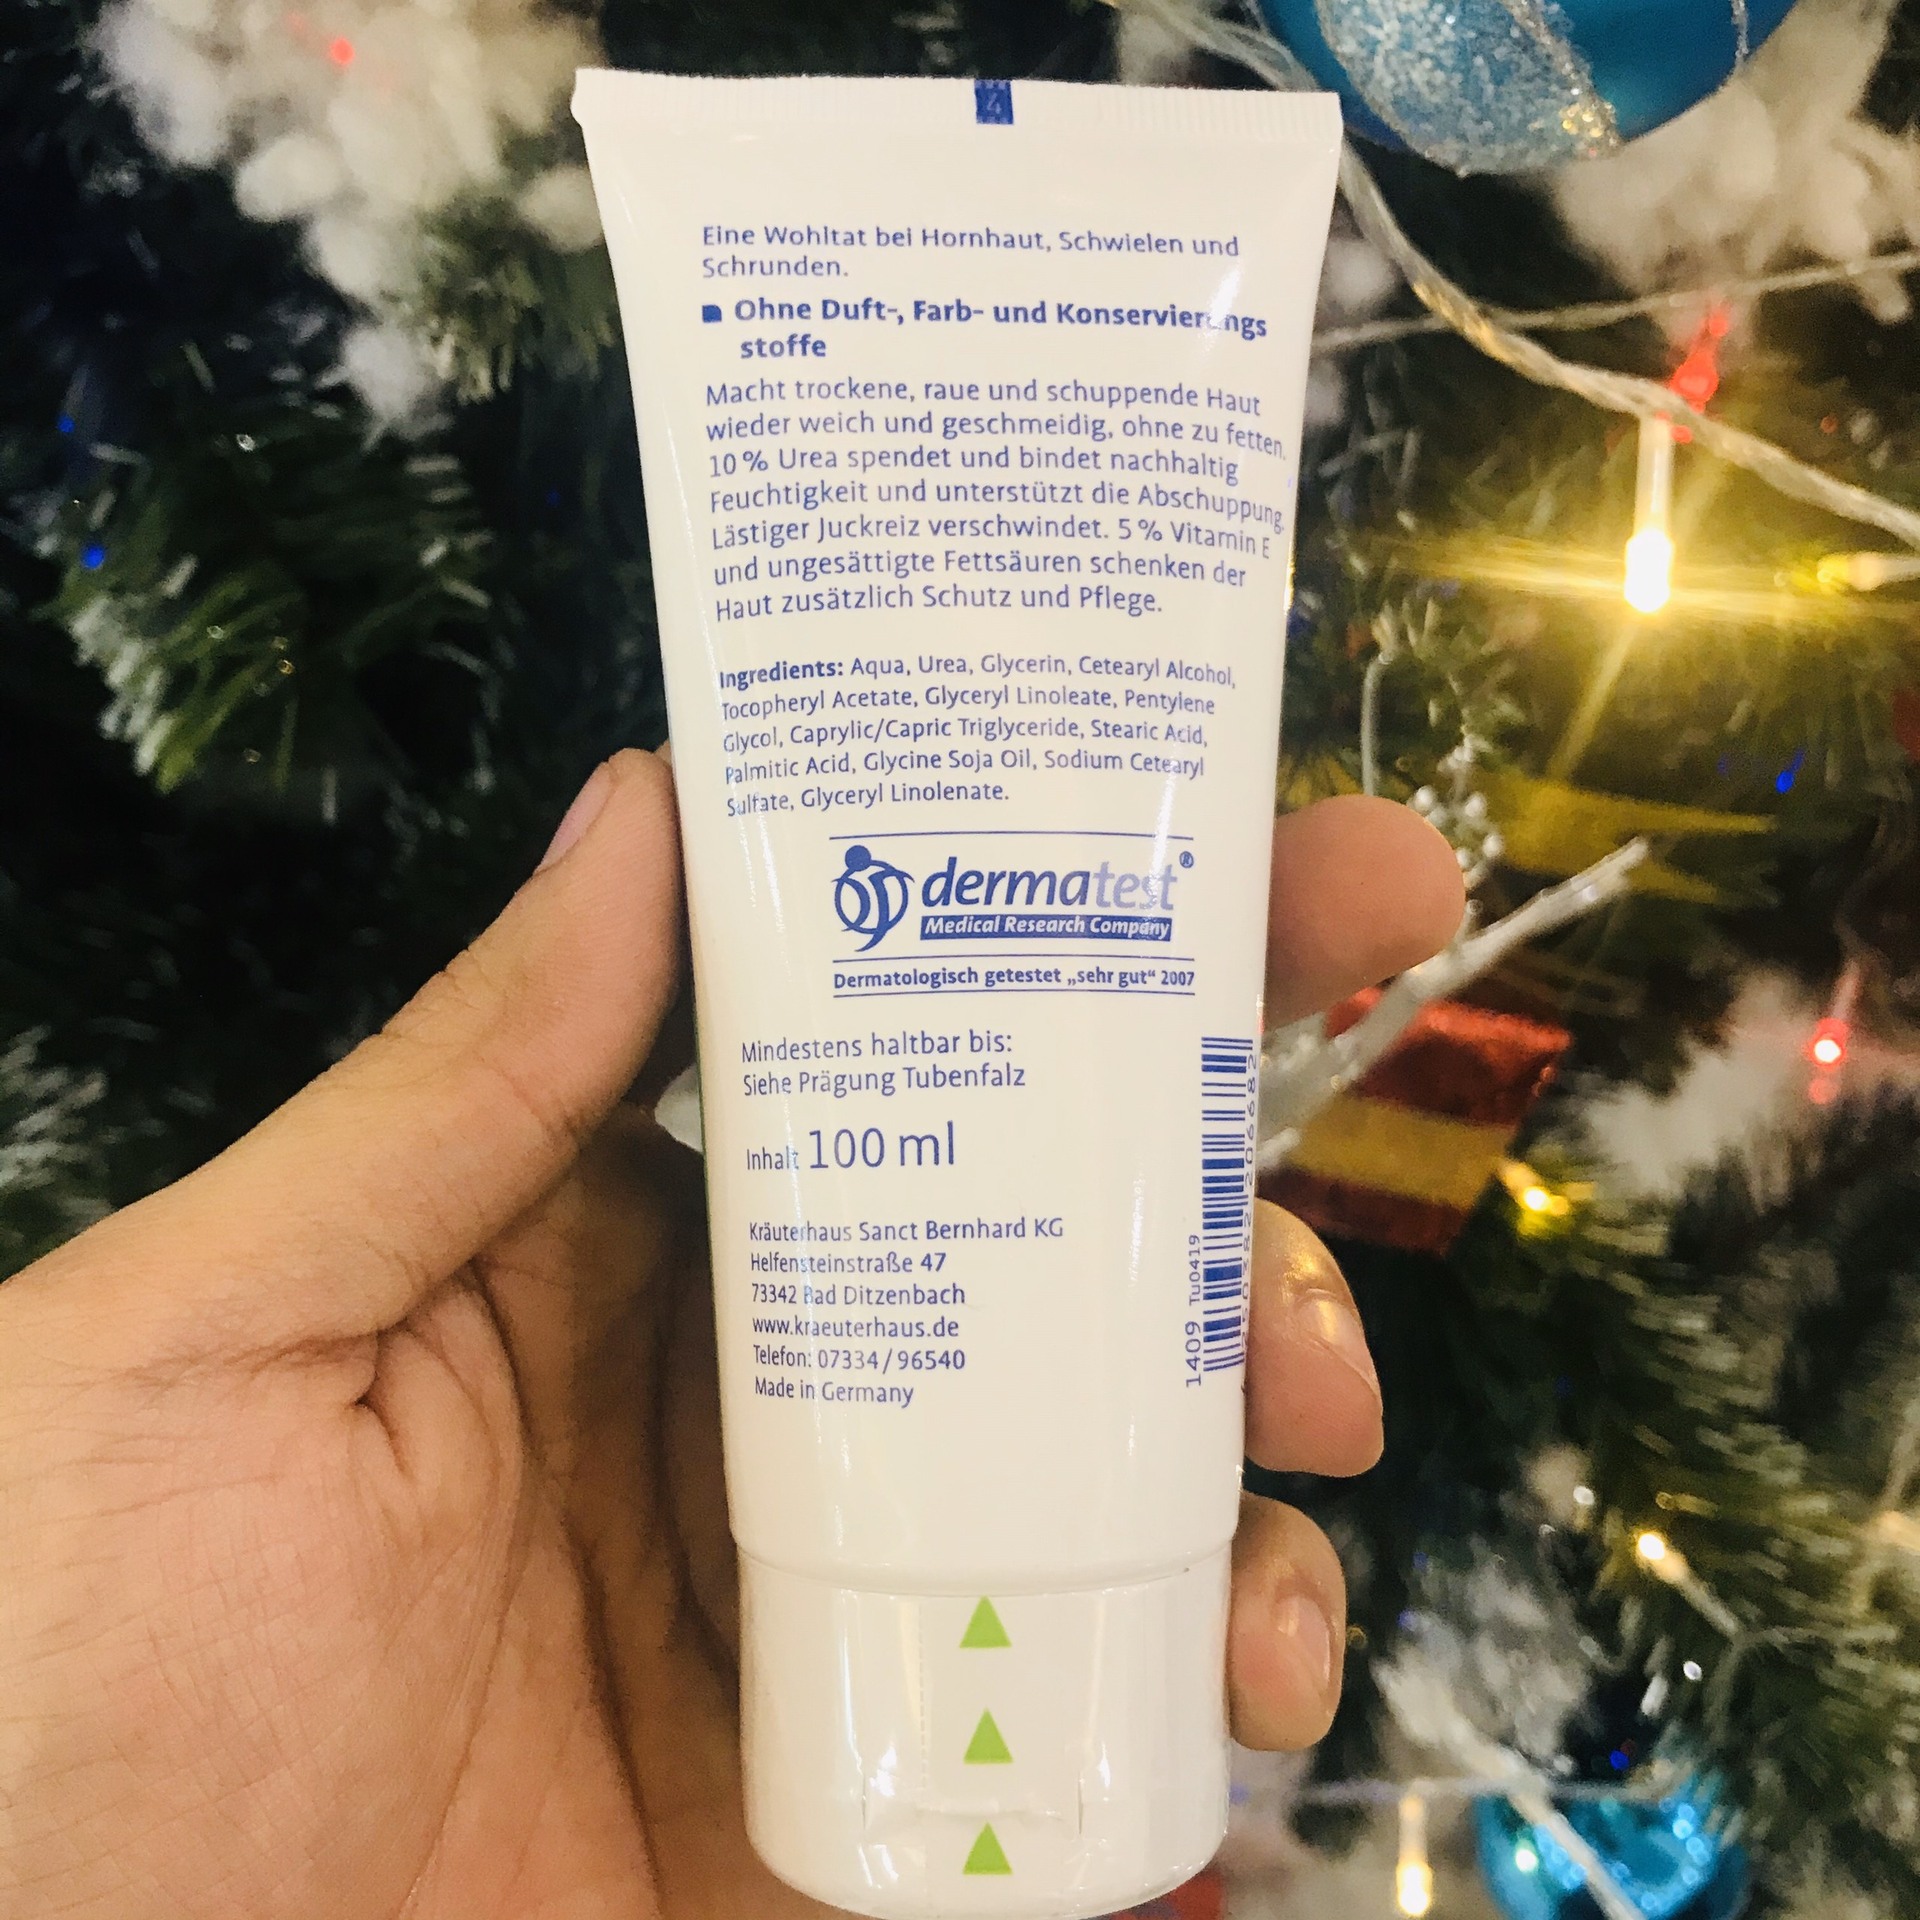 4
Eine Wohltat bei Hornhaut, Schwielen und
Schrunden.
Ohne Duft-, Farb- und Konservierungs
stoffe
Macht trockene, raue und schuppende Haut
wieder weich und geschmeidig, ohne zu fetten.
10 % Urea spendet und bindet nachhaltig
Feuchtigkeit und unterstützt die Abschuppung.
Lästiger Juckreiz verschwindet. 5 % Vitamin E
und ungesättigte Fettsäuren schenken der
Haut zusätzlich Schutz und Pflege.
Ingredients: Aqua, Urea, Glycerin, Cetearyl Alcohol,
Tocopheryl Acetate, Glyceryl Linoleate, Pentylene
Glycol, Caprylic/Capric Triglyceride, Stearic Acid,
Palmitic Acid, Glycine Soja Oil, Sodium Cetearyl
Sulfate, Glyceryl Linolenate.
dermatest®
Medical Research Company
Dermatologisch getestet „sehr gut“ 2007
Mindestens haltbar bis:
Siehe Prägung Tubenfalz
Inhalt 100 ml
Kräuterhaus Sanct Bernhard KG
Helfensteinstraße 47
73342 Bad Ditzenbach
www.kraeuterhaus.de
Telefon: 07334/96540
Made in Germany
1409 TU0419